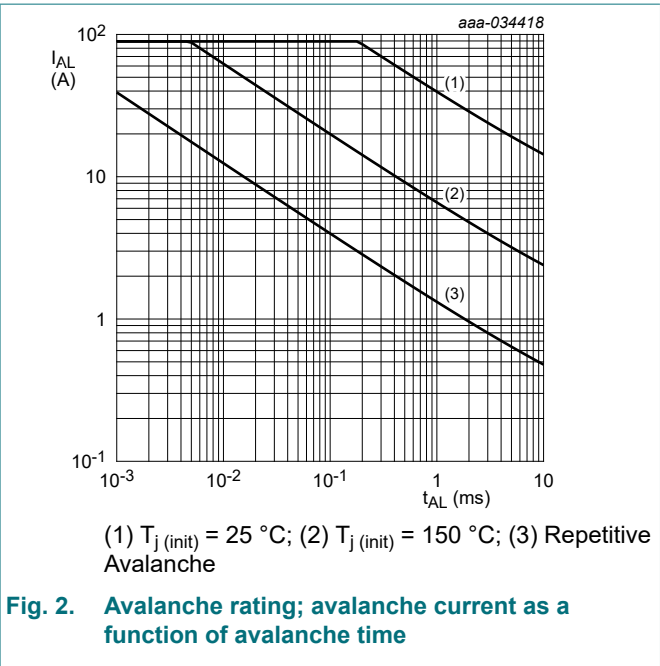 aaa-034418
10²
I_AL
(A)
10
1
10⁻¹
(1)
(2)
(3)
10⁻³ 10⁻² 10⁻¹ 1 10
t_AL (ms)
(1) T_j (init) = 25 °C; (2) T_j (init) = 150 °C; (3) Repetitive
Avalanche
Fig. 2. Avalanche rating; avalanche current as a
function of avalanche time